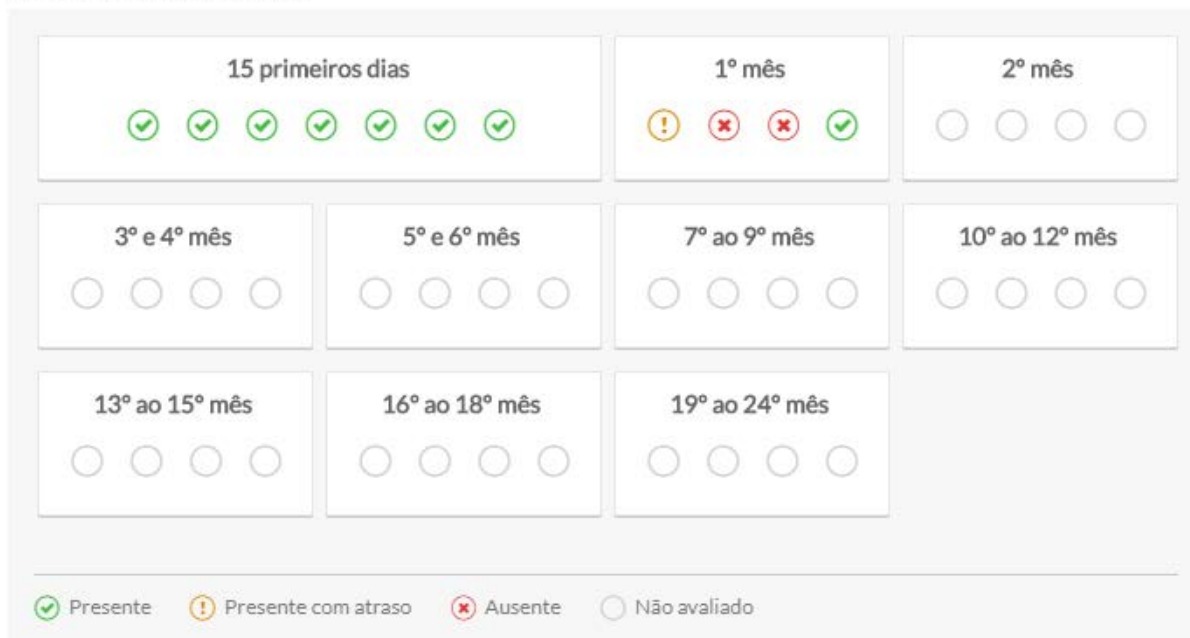 15 primeiros dias
1º mês
2º mês
3º e 4º mês
5º e 6º mês
7º ao 9º mês
10º ao 12º mês
13º ao 15º mês
16º ao 18º mês
19º ao 24º mês
Presente
Presente com atraso
Ausente
Não avaliado